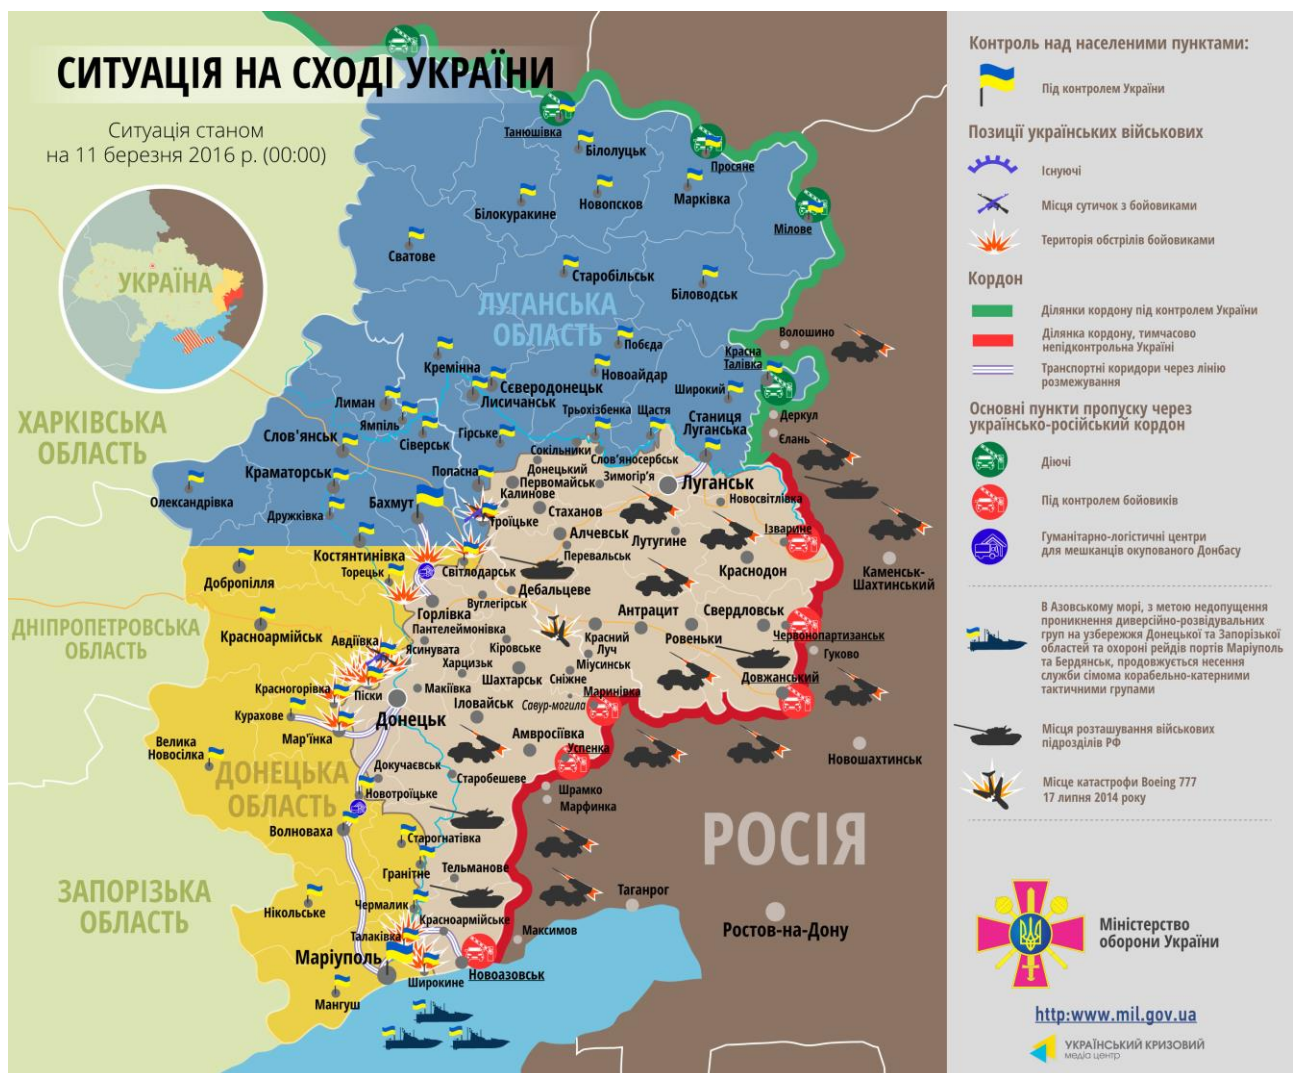 СИТУАЦІЯ НА СХОДІ УКРАЇНИ
Ситуація станом
на 11 березня 2016 р. (00:00)
УКРАЇНА
ХАРКІВСЬКА
ОБЛАСТЬ
ДНІПРОПЕТРОВСЬКА
ОБЛАСТЬ
ЗАПОРІЗЬКА
ОБЛАСТЬ
ЛУГАНСЬКА
ОБЛАСТЬ
ДОНЕЦЬКА
ОБЛАСТЬ
РОСІЯ
Танюшівка
Білолуцьк
Просяне
Білокуракине
Новопсков
Марківка
Мілове
Сватове
Старобільськ
Біловодськ
Волошино
Побєда
Красна
Талівка
Кремінна
Сєверодонецьк
Новоайдар
Широкий
Лисичанськ
Лиман
Ямпіль
Трьохізбенка
Щастя
Станиця
Луганська
Деркул
Єлань
Слов'янськ
Сіверськ
Гірське
Сокільники
Слов'яносербськ
Донецький
Зимогір'я
Краматорськ
Попасна
Первомайськ
Луганськ
Калинове
Новосвітлівка
Олександрівка
Дружківка
Бахмут
Троїцьке
Стаханов
Алчевськ
Лутугине
Ізварине
Костянтинівка
Перевальськ
Краснодон
Каменськ-
Шахтинський
Торецьк
Світлодарськ
Добропілля
Дебальцеве
Вуглегірськ
Горлівка
Антрацит
Свердловськ
Красноармійськ
Авдіївка
Пантелеймонівка
Ясинувата
Кіровське
Красний
Луч
Ровеньки
Червонопартизанськ
Гуково
Харцизьк
Міусинськ
Шахтарськ
Сніжне
Красногорівка
Піски
Макіївка
Маринівка
Довжанський
Курахове
Донецьк
Іловайськ
Савур-могила
Мар'їнка
Амвросіївка
Успенка
Велика
Новосілка
Новошахтинськ
Докучаєвськ
Старобешеве
Новотроїцьке
Шрамко
Марфинка
Волноваха
Старогнатівка
Гранітне
Тельманове
Нікольське
Чермалик
Таганрог
Красноармійське
Максимов
Ростов-на-Дону
Талаківка
Маріуполь
Широкине
Новоазовськ
Мангуш
Контроль над населеними пунктами:
Під контролем України
Позиції українських військових
Існуючі
Місця сутичок з бойовиками
Територія обстрілів бойовиками
Кордон
Ділянки кордону під контролем України
Ділянка кордону, тимчасово
непідконтрольна Україні
Транспортні коридори через лінію
розмежування
Основні пункти пропуску через
українсько-російський кордон
Діючі
Під контролем бойовиків
Гуманітарно-логістичні центри
для мешканців окупованого Донбасу
В Азовському морі, з метою недопущення
проникнення диверсійно-розвідувальних
груп на узбережжя Донецької та Запорізької
областей та охороні рейдів портів Маріуполь
та Бердянськ, продовжується несення
служби сімома корабельно-катерними
тактичними групами
Місця розташування військових
підрозділів РФ
Місце катастрофи Boeing 777
17 липня 2014 року
Міністерство
оборони України
http:www.mil.gov.ua
УКРАЇНСЬКИЙ КРИЗОВИЙ
медіа центр